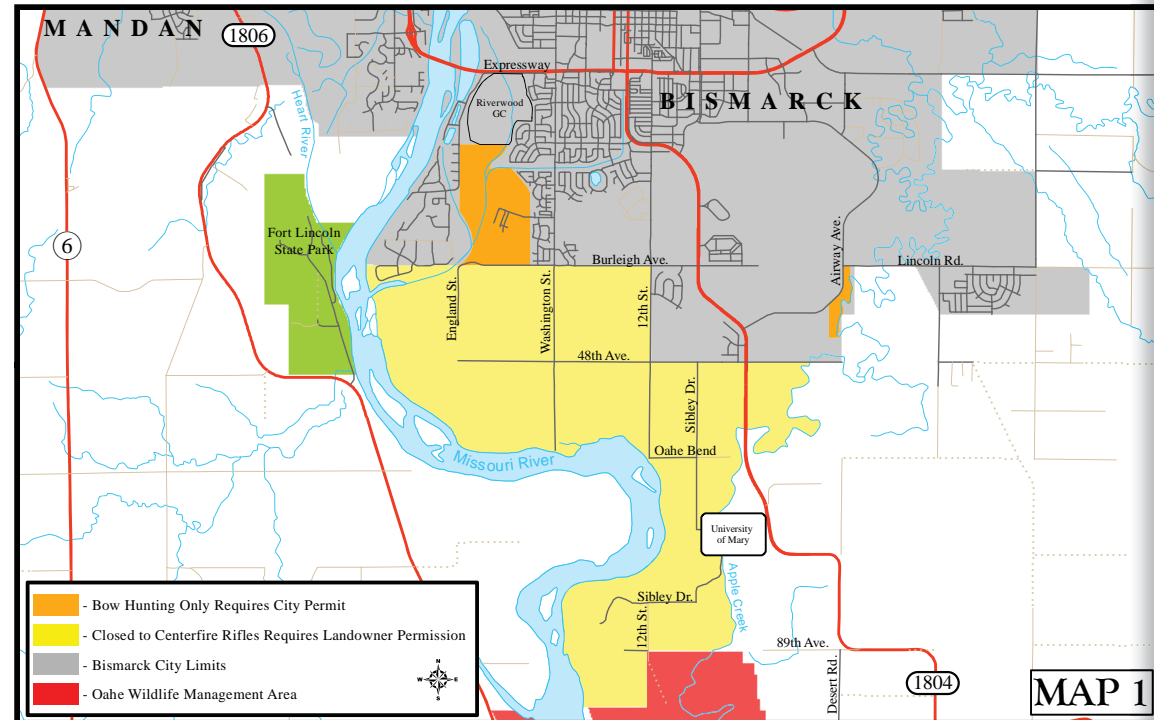 MANDAN
1806
Expressway
Heart River
Riverwood
GC
BISMARCK
6
Fort Lincoln
State Park
Burleigh Ave.
Airway Ave.
Lincoln Rd.
England St.
Washington St.
12th St.
48th Ave.
Sibley Dr.
Oahe Bend
Missouri River
University
of Mary
Apple Creek
Sibley Dr.
12th St.
89th Ave.
Desert Rd.
1804
- Bow Hunting Only Requires City Permit
- Closed to Centerfire Rifles Requires Landowner Permission
- Bismarck City Limits
- Oahe Wildlife Management Area
N
W
E
S
MAP 1